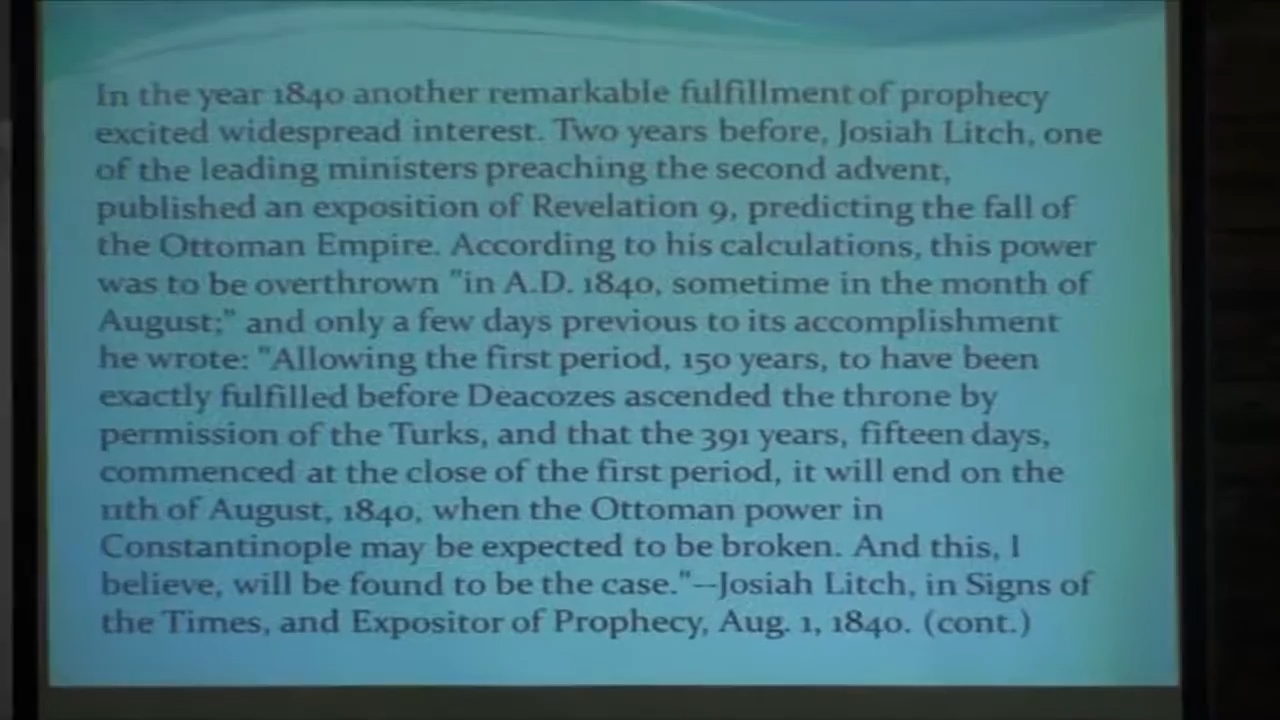 In the year 1840 another remarkable fulfillment of prophecy
excited widespread interest. Two years before, Josiah Litch, one
of the leading ministers preaching the second advent,
published an exposition of Revelation 9, predicting the fall of
the Ottoman Empire. According to his calculations, this power
was to be overthrown "in A.D. 1840, sometime in the month of
August;" and only a few days previous to its accomplishment
he wrote: "Allowing the first period, 150 years, to have been
exactly fulfilled before Deacozes ascended the throne by
permission of the Turks, and that the 391 years, fifteen days,
commenced at the close of the first period, it will end on the
11th of August, 1840, when the Ottoman power in
Constantinople may be expected to be broken. And this, I
believe, will be found to be the case."—Josiah Litch, in Signs of
the Times, and Expositor of Prophecy, Aug. 1, 1840. (cont.)